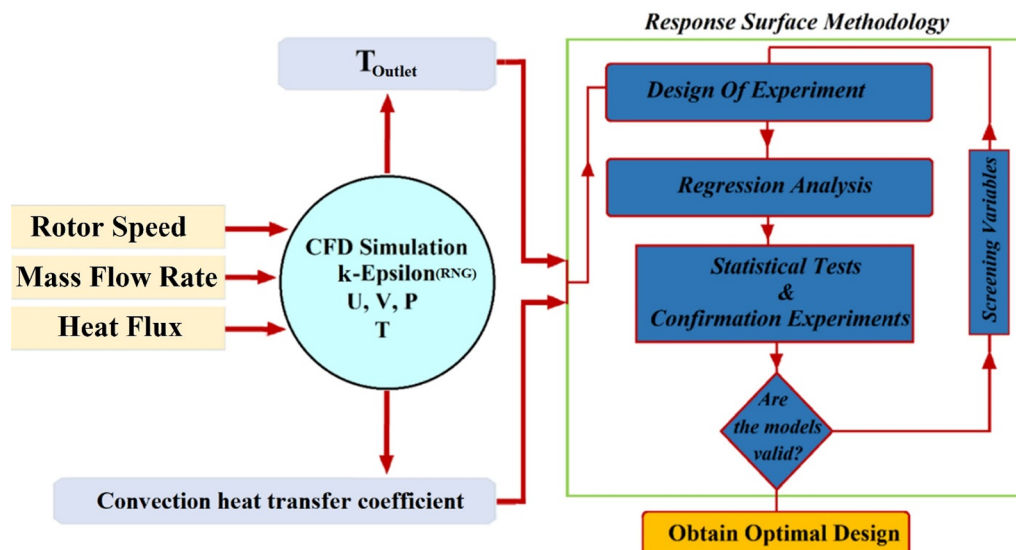 Response Surface Methodology
T Outlet
Design Of Experiment
Regression Analysis
Screening Variables
Rotor Speed
Mass Flow Rate
Heat Flux
CFD Simulation
k-Epsilon(RNG)
U, V, P
T
Statistical Tests
&
Confirmation Experiments
Are
the models
valid?
Convection heat transfer coefficient
Obtain Optimal Design